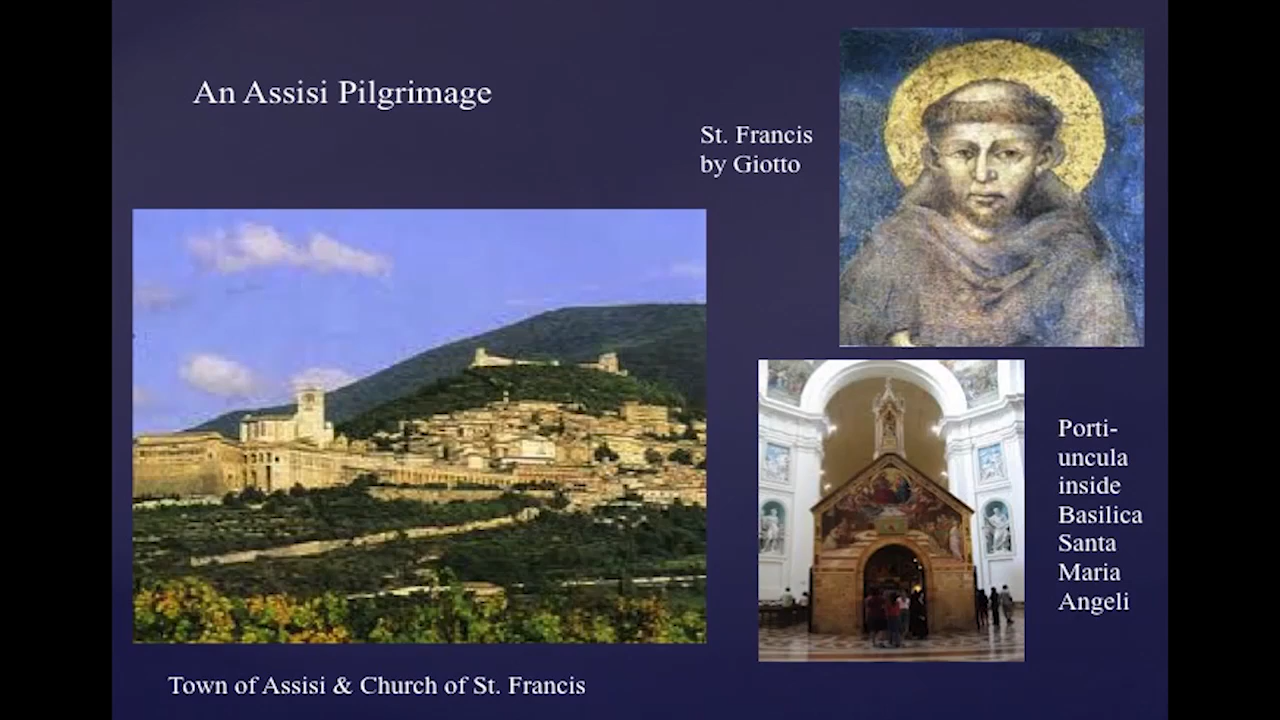 An Assisi Pilgrimage
St. Francis
by Giotto
Porti-
uncula
inside
Basilica
Santa
Maria
Angeli
Town of Assisi & Church of St. Francis